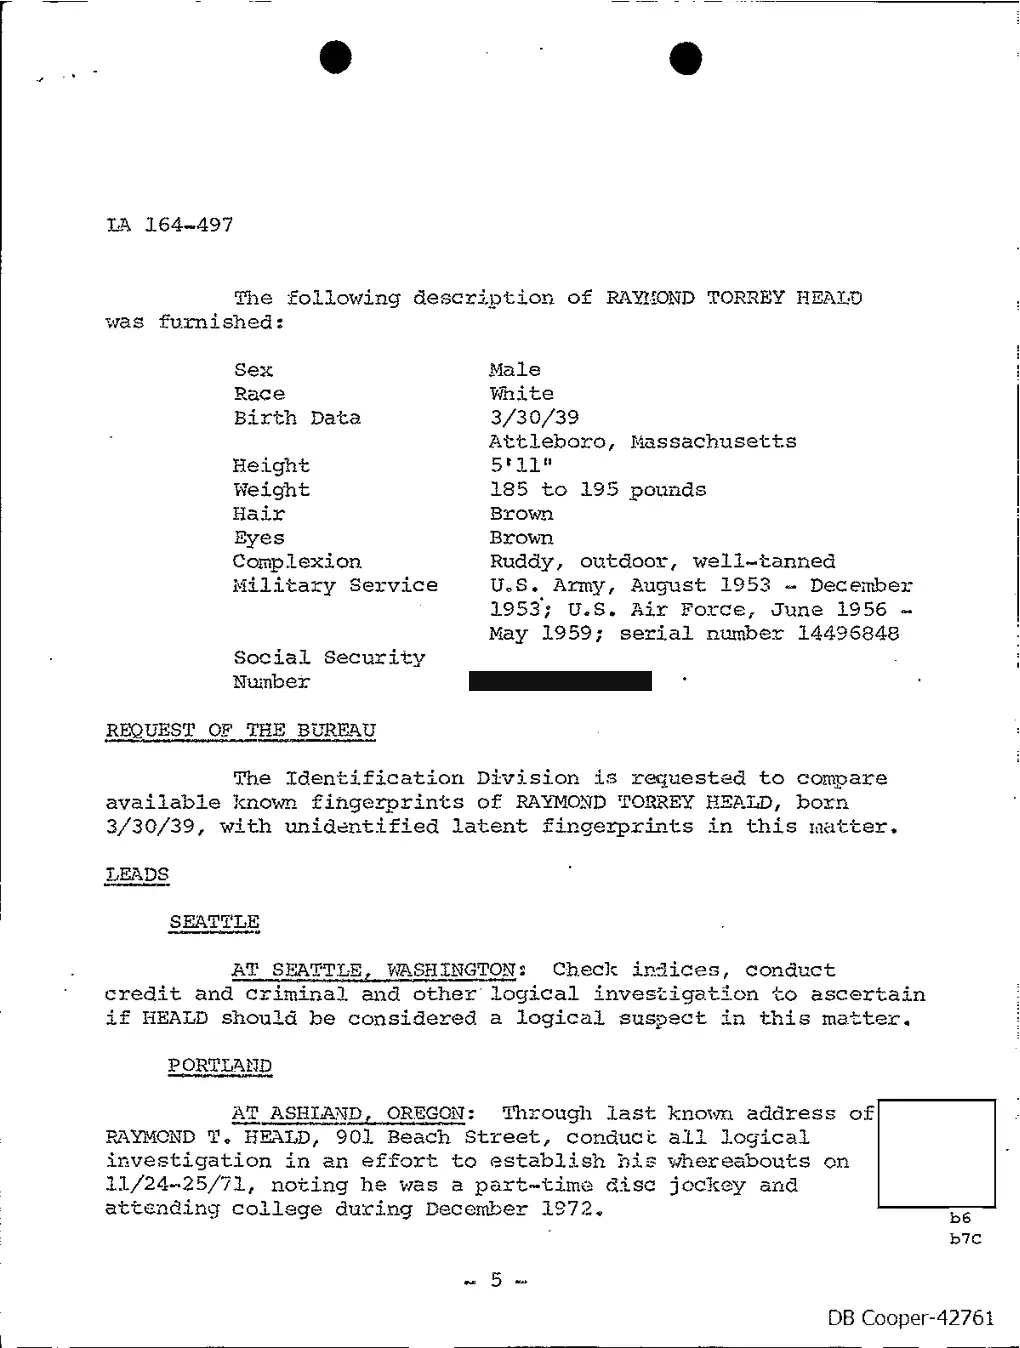 LA 164-497
The following description of RAYMOND TORREY HEALD
was furnished:
Sex Male
Race White
Birth Data 3/30/39
Attleboro, Massachusetts
Height 5'11"
Weight 185 to 195 pounds
Hair Brown
Eyes Brown
Complexion Ruddy, outdoor, well-tanned
Military Service U.S. Army, August 1953 - December
1953; U.S. Air Force, June 1956 -
May 1959; serial number 14496848
Social Security
Number
REQUEST OF THE BUREAU
The Identification Division is requested to compare
available known fingerprints of RAYMOND TORREY HEALD, born
3/30/39, with unidentified latent fingerprints in this matter.
LEADS
SEATTLE
AT SEATTLE, WASHINGTON: Check indices, conduct
credit and criminal and other logical investigation to ascertain
if HEALD should be considered a logical suspect in this matter.
PORTLAND
AT ASHLAND, OREGON: Through last known address of
RAYMOND T. HEALD, 901 Beach Street, conduct all logical
investigation in an effort to establish his whereabouts on
11/24-25/71, noting he was a part-time disc jockey and
attending college during December 1972.
b6
b7C
- 5 -
DB Cooper-42761